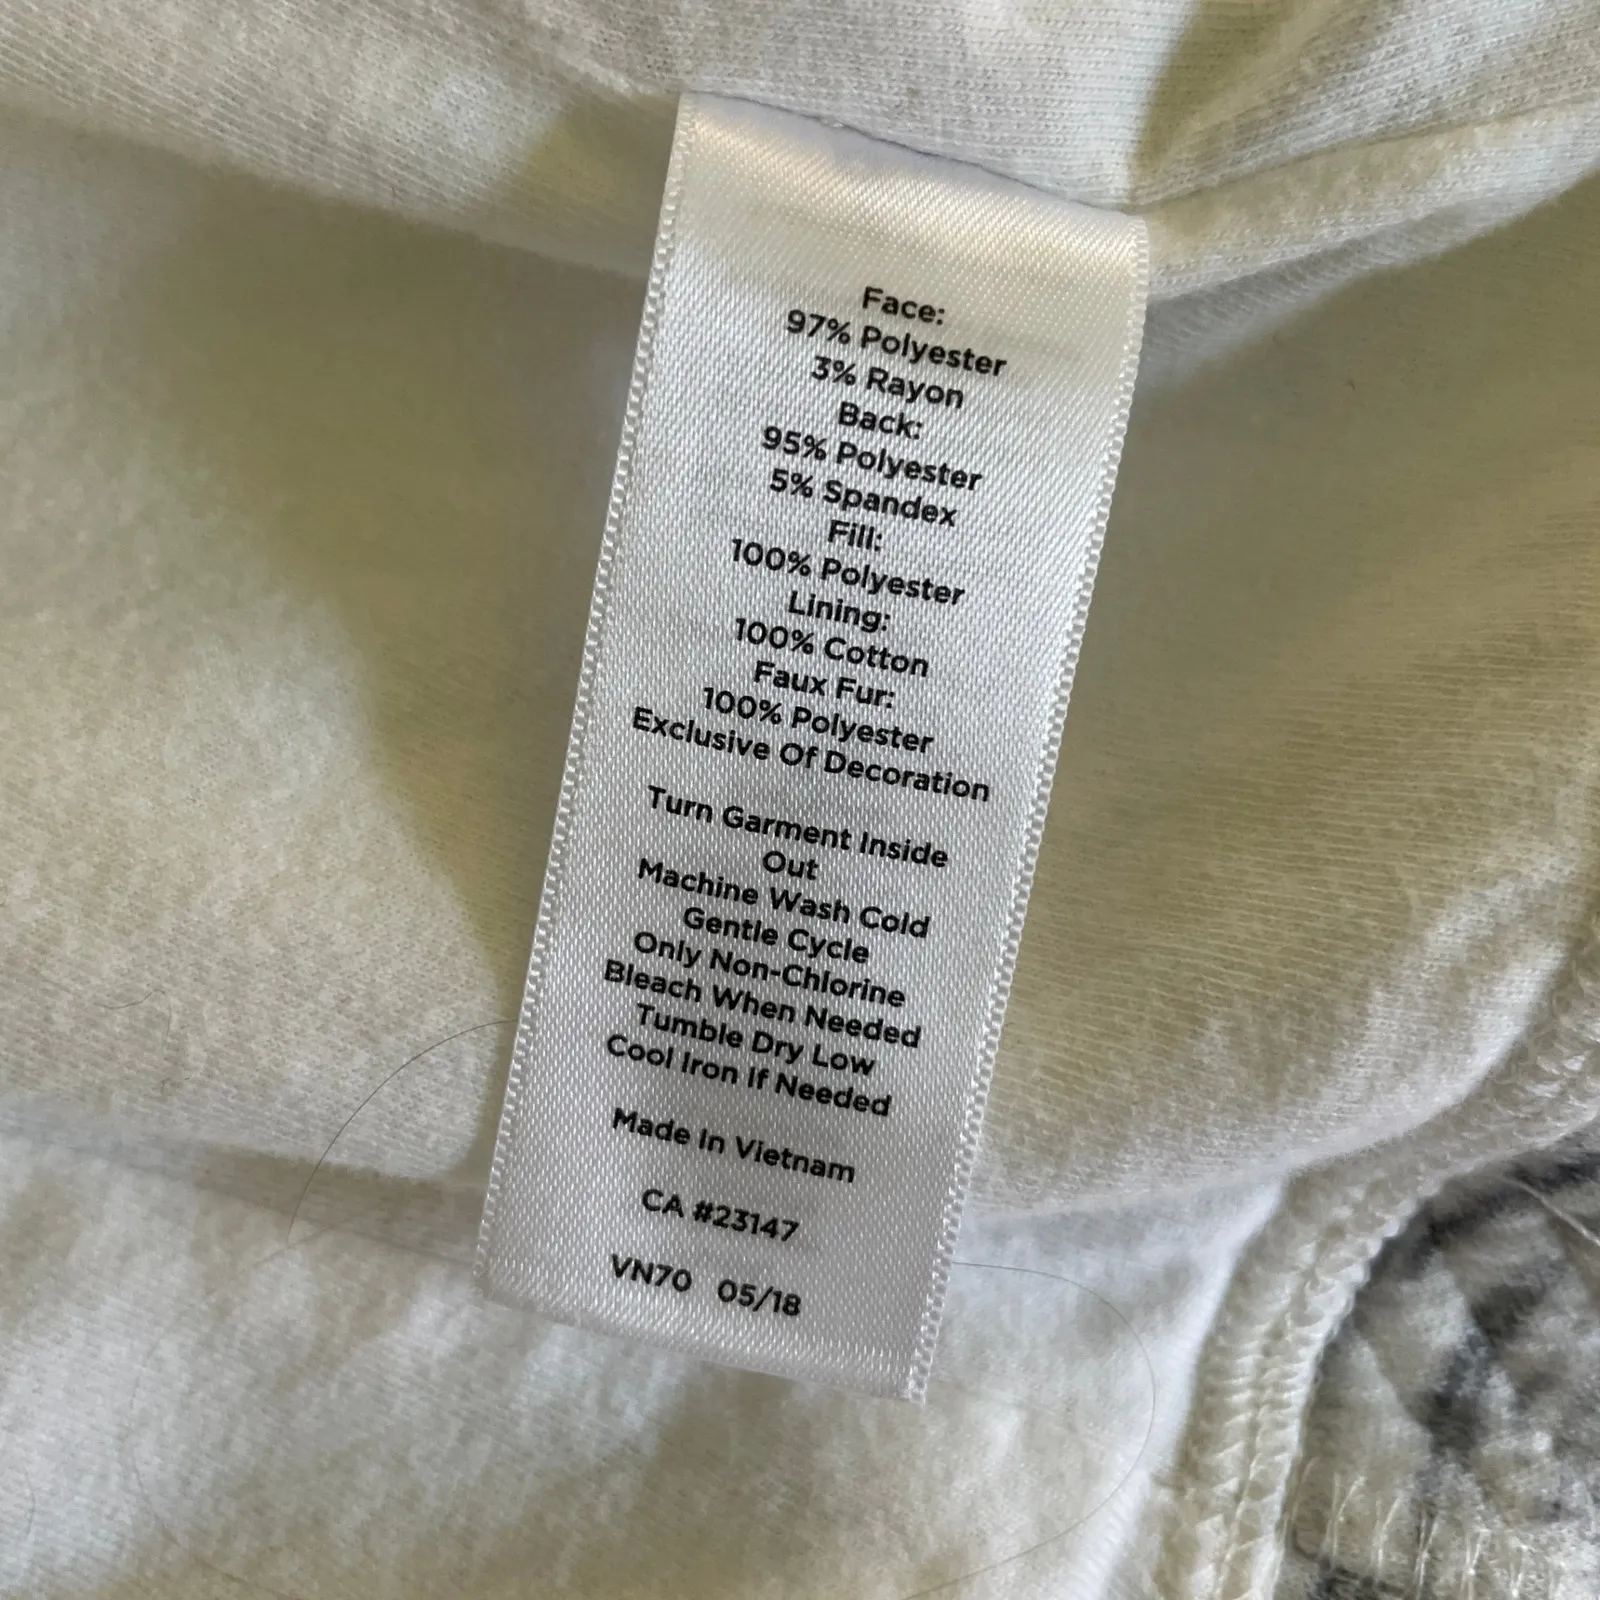 Face:
97% Polyester
3% Rayon
Back:
95% Polyester
5% Spandex
Fill:
100% Polyester
Lining:
100% Cotton
Faux Fur:
100% Polyester
Exclusive Of Decoration
Turn Garment Inside
Out
Machine Wash Cold
Gentle Cycle
Only Non-Chlorine
Bleach When Needed
Tumble Dry Low
Cool Iron If Needed
Made In Vietnam
CA #23147
VN70 05/18